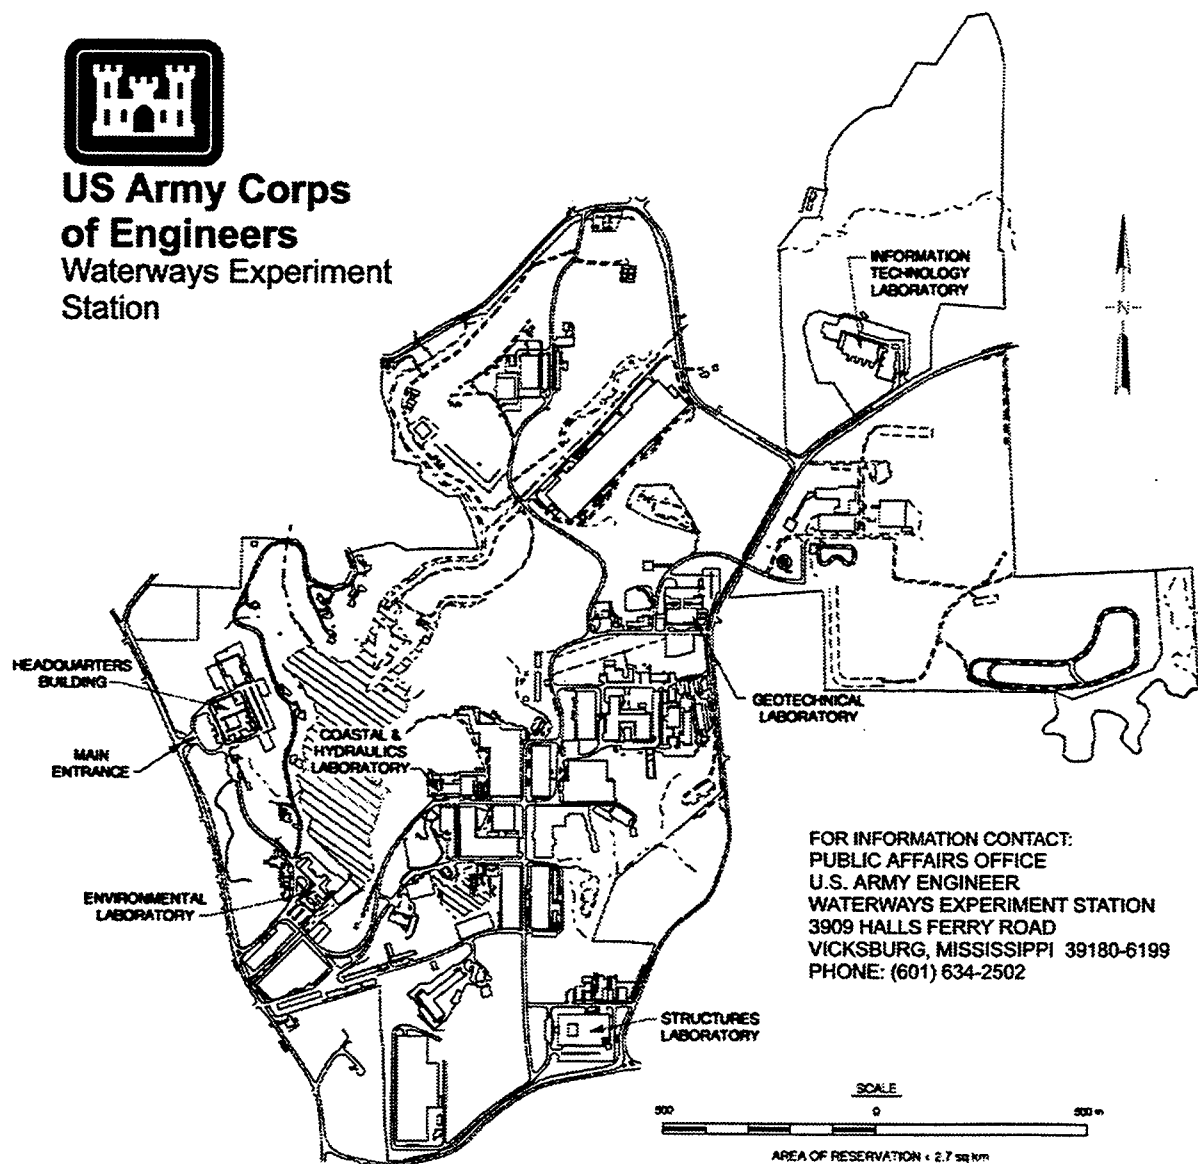 US Army Corps
of Engineers
Waterways Experiment
Station
INFORMATION
TECHNOLOGY
LABORATORY
N
HEADQUARTERS
BUILDING
MAIN
ENTRANCE
COASTAL &
HYDRAULICS
LABORATORY
GEOTECHNICAL
LABORATORY
ENVIRONMENTAL
LABORATORY
STRUCTURES
LABORATORY
FOR INFORMATION CONTACT:
PUBLIC AFFAIRS OFFICE
U.S. ARMY ENGINEER
WATERWAYS EXPERIMENT STATION
3909 HALLS FERRY ROAD
VICKSBURG, MISSISSIPPI 39180-6199
PHONE: (601) 634-2502
SCALE
500 0 500 m
AREA OF RESERVATION 2.7 sq km